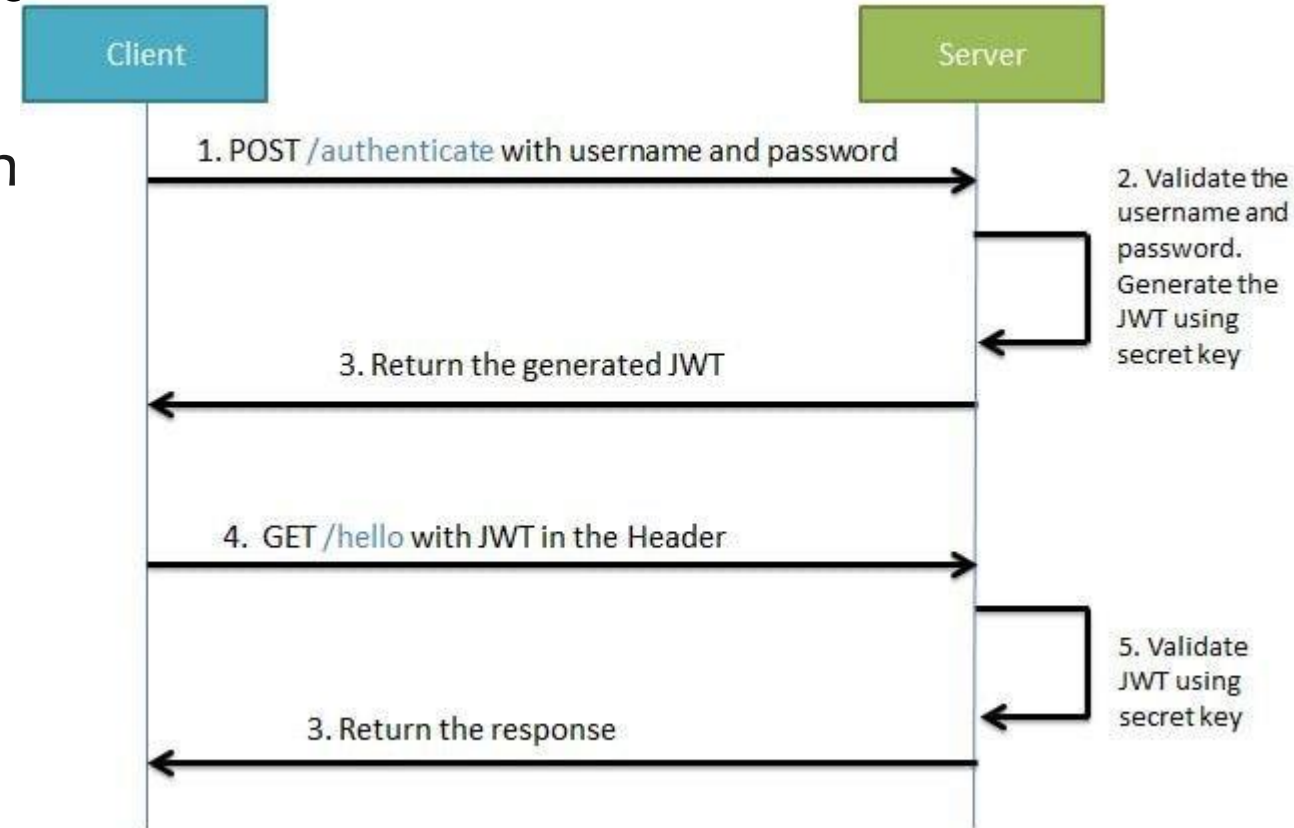 Client
Server
1. POST /authenticate with username and password
2. Validate the
username and
password.
Generate the
JWT using
secret key
3. Return the generated JWT
4. GET /hello with JWT in the Header
5. Validate
JWT using
secret key
3. Return the response